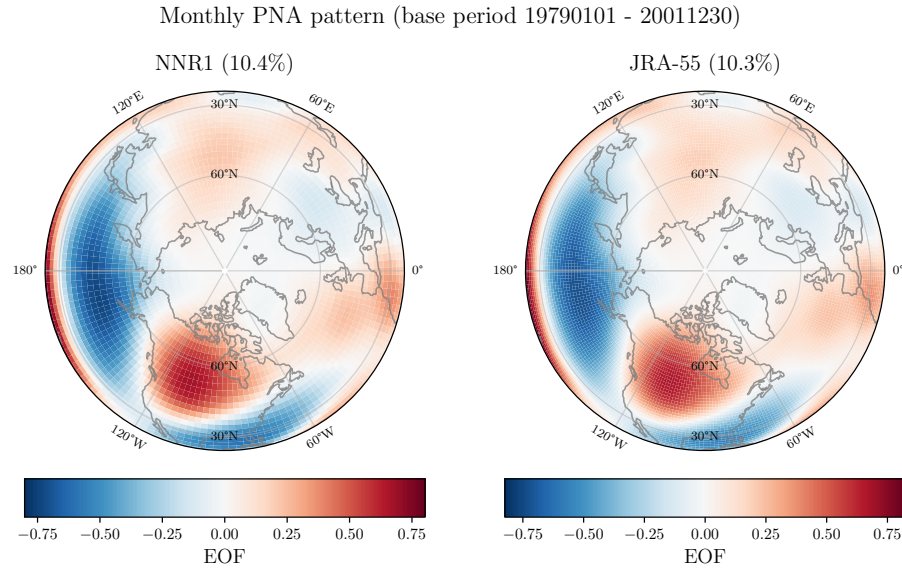 Monthly PNA pattern (base period 19790101 - 20011230)
NNR1 (10.4%)
JRA-55 (10.3%)
120°E
30°N
60°E
60°N
180°
0°
60°N
120°W
30°N
60°W
120°E
30°N
60°E
60°N
180°
0°
60°N
120°W
30°N
60°W
−0.75 −0.50 −0.25 0.00 0.25 0.50 0.75
EOF
−0.75 −0.50 −0.25 0.00 0.25 0.50 0.75
EOF